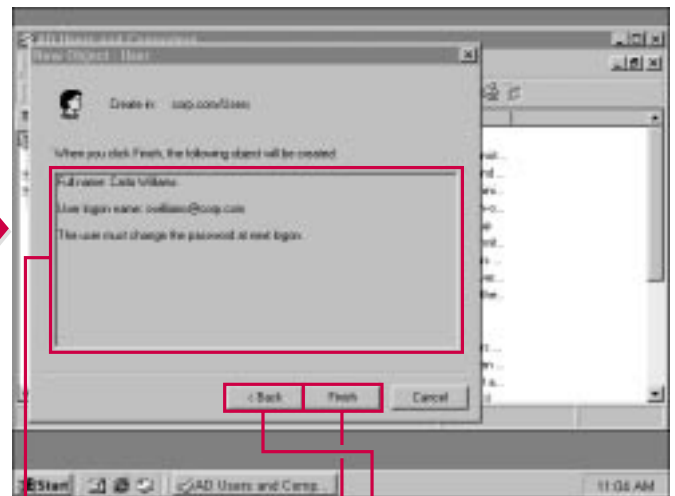 AD Users and Computers
New Object - User
Create in: corp.com/Users
When you click Finish, the following object will be created:
Full name: Carla Williams
User logon name: cwilliams@corp.com
The user must change the password at next logon.
< Back
Finish
Cancel
Start
AD Users and Comp...
11:04 AM